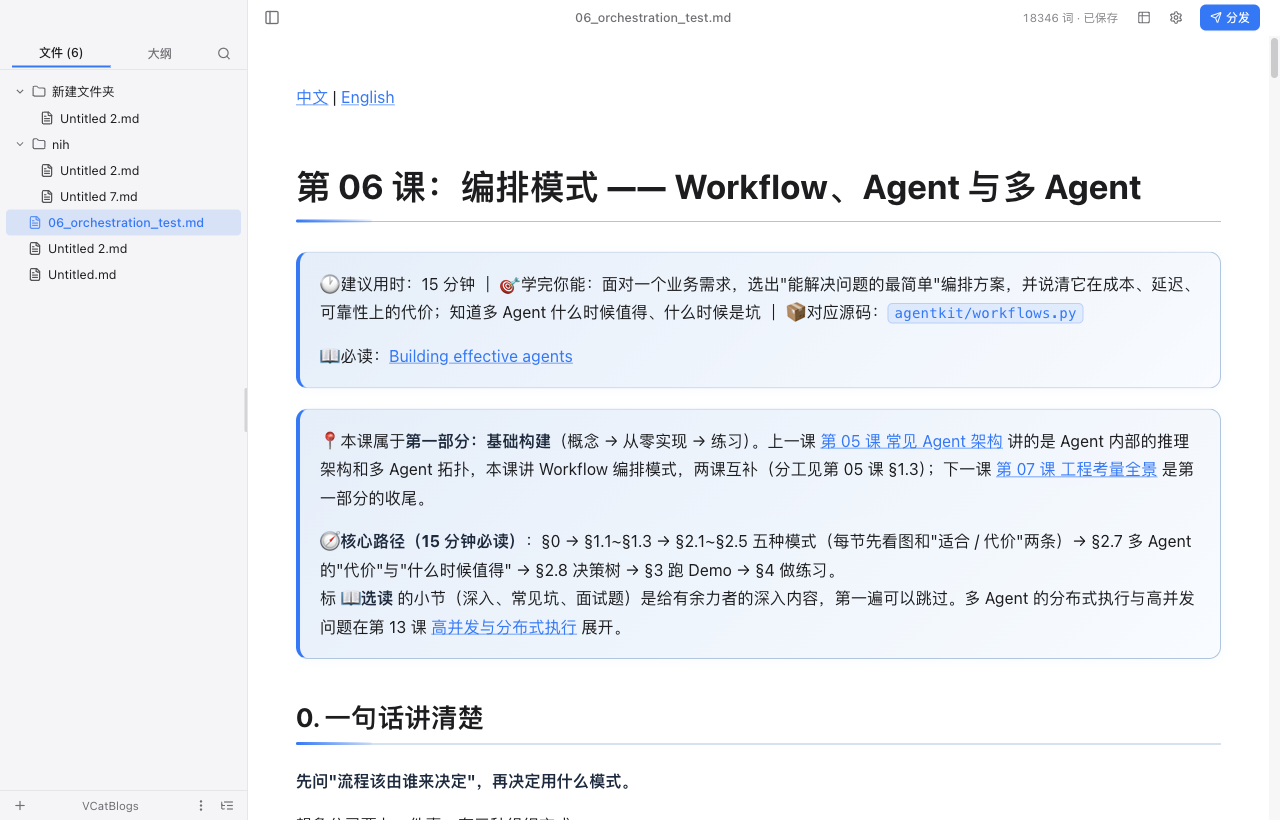 06_orchestration_test.md
18346 词 · 已保存
分发
文件 (6)
大纲
新建文件夹
Untitled 2.md
nih
Untitled 2.md
Untitled 7.md
06_orchestration_test.md
Untitled 2.md
Untitled.md
VCatBlogs
中文 | English
第 06 课：编排模式 —— Workflow、Agent 与多 Agent
🕐建议用时：15 分钟 ｜ 🎯学完你能：面对一个业务需求，选出"能解决问题的最简单"编排方案，并说清它在成本、延迟、
可靠性上的代价；知道多 Agent 什么时候值得、什么时候是坑 ｜ 📦对应源码： agentkit/workflows.py
📖必读：Building effective agents
📍本课属于第一部分：基础构建（概念 → 从零实现 → 练习）。上一课 第 05 课 常见 Agent 架构 讲的是 Agent 内部的推理
架构和多 Agent 拓扑，本课讲 Workflow 编排模式，两课互补（分工见第 05 课 §1.3）；下一课 第 07 课 工程考量全景 是第
一部分的收尾。
🧭核心路径（15 分钟必读）：§0 → §1.1~§1.3 → §2.1~§2.5 五种模式（每节先看图和"适合 / 代价"两条）→ §2.7 多 Agent
的"代价"与"什么时候值得" → §2.8 决策树 → §3 跑 Demo → §4 做练习。
标 📖选读 的小节（深入、常见坑、面试题）是给有余力者的深入内容，第一遍可以跳过。多 Agent 的分布式执行与高并发
问题在第 13 课 高并发与分布式执行 展开。
0. 一句话讲清楚
先问"流程该由谁来决定"，再决定用什么模式。